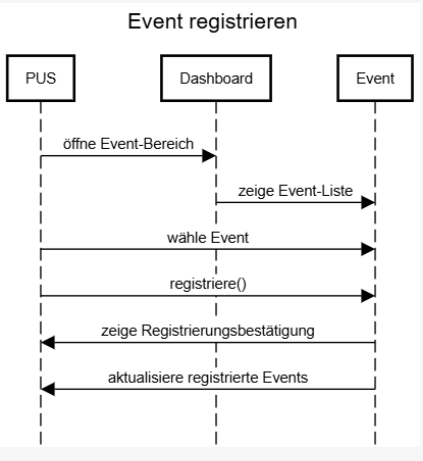 Event registrieren
PUS
Dashboard
Event
öffne Event-Bereich
zeige Event-Liste
wähle Event
registriere()
zeige Registrierungsbestätigung
aktualisiere registrierte Events